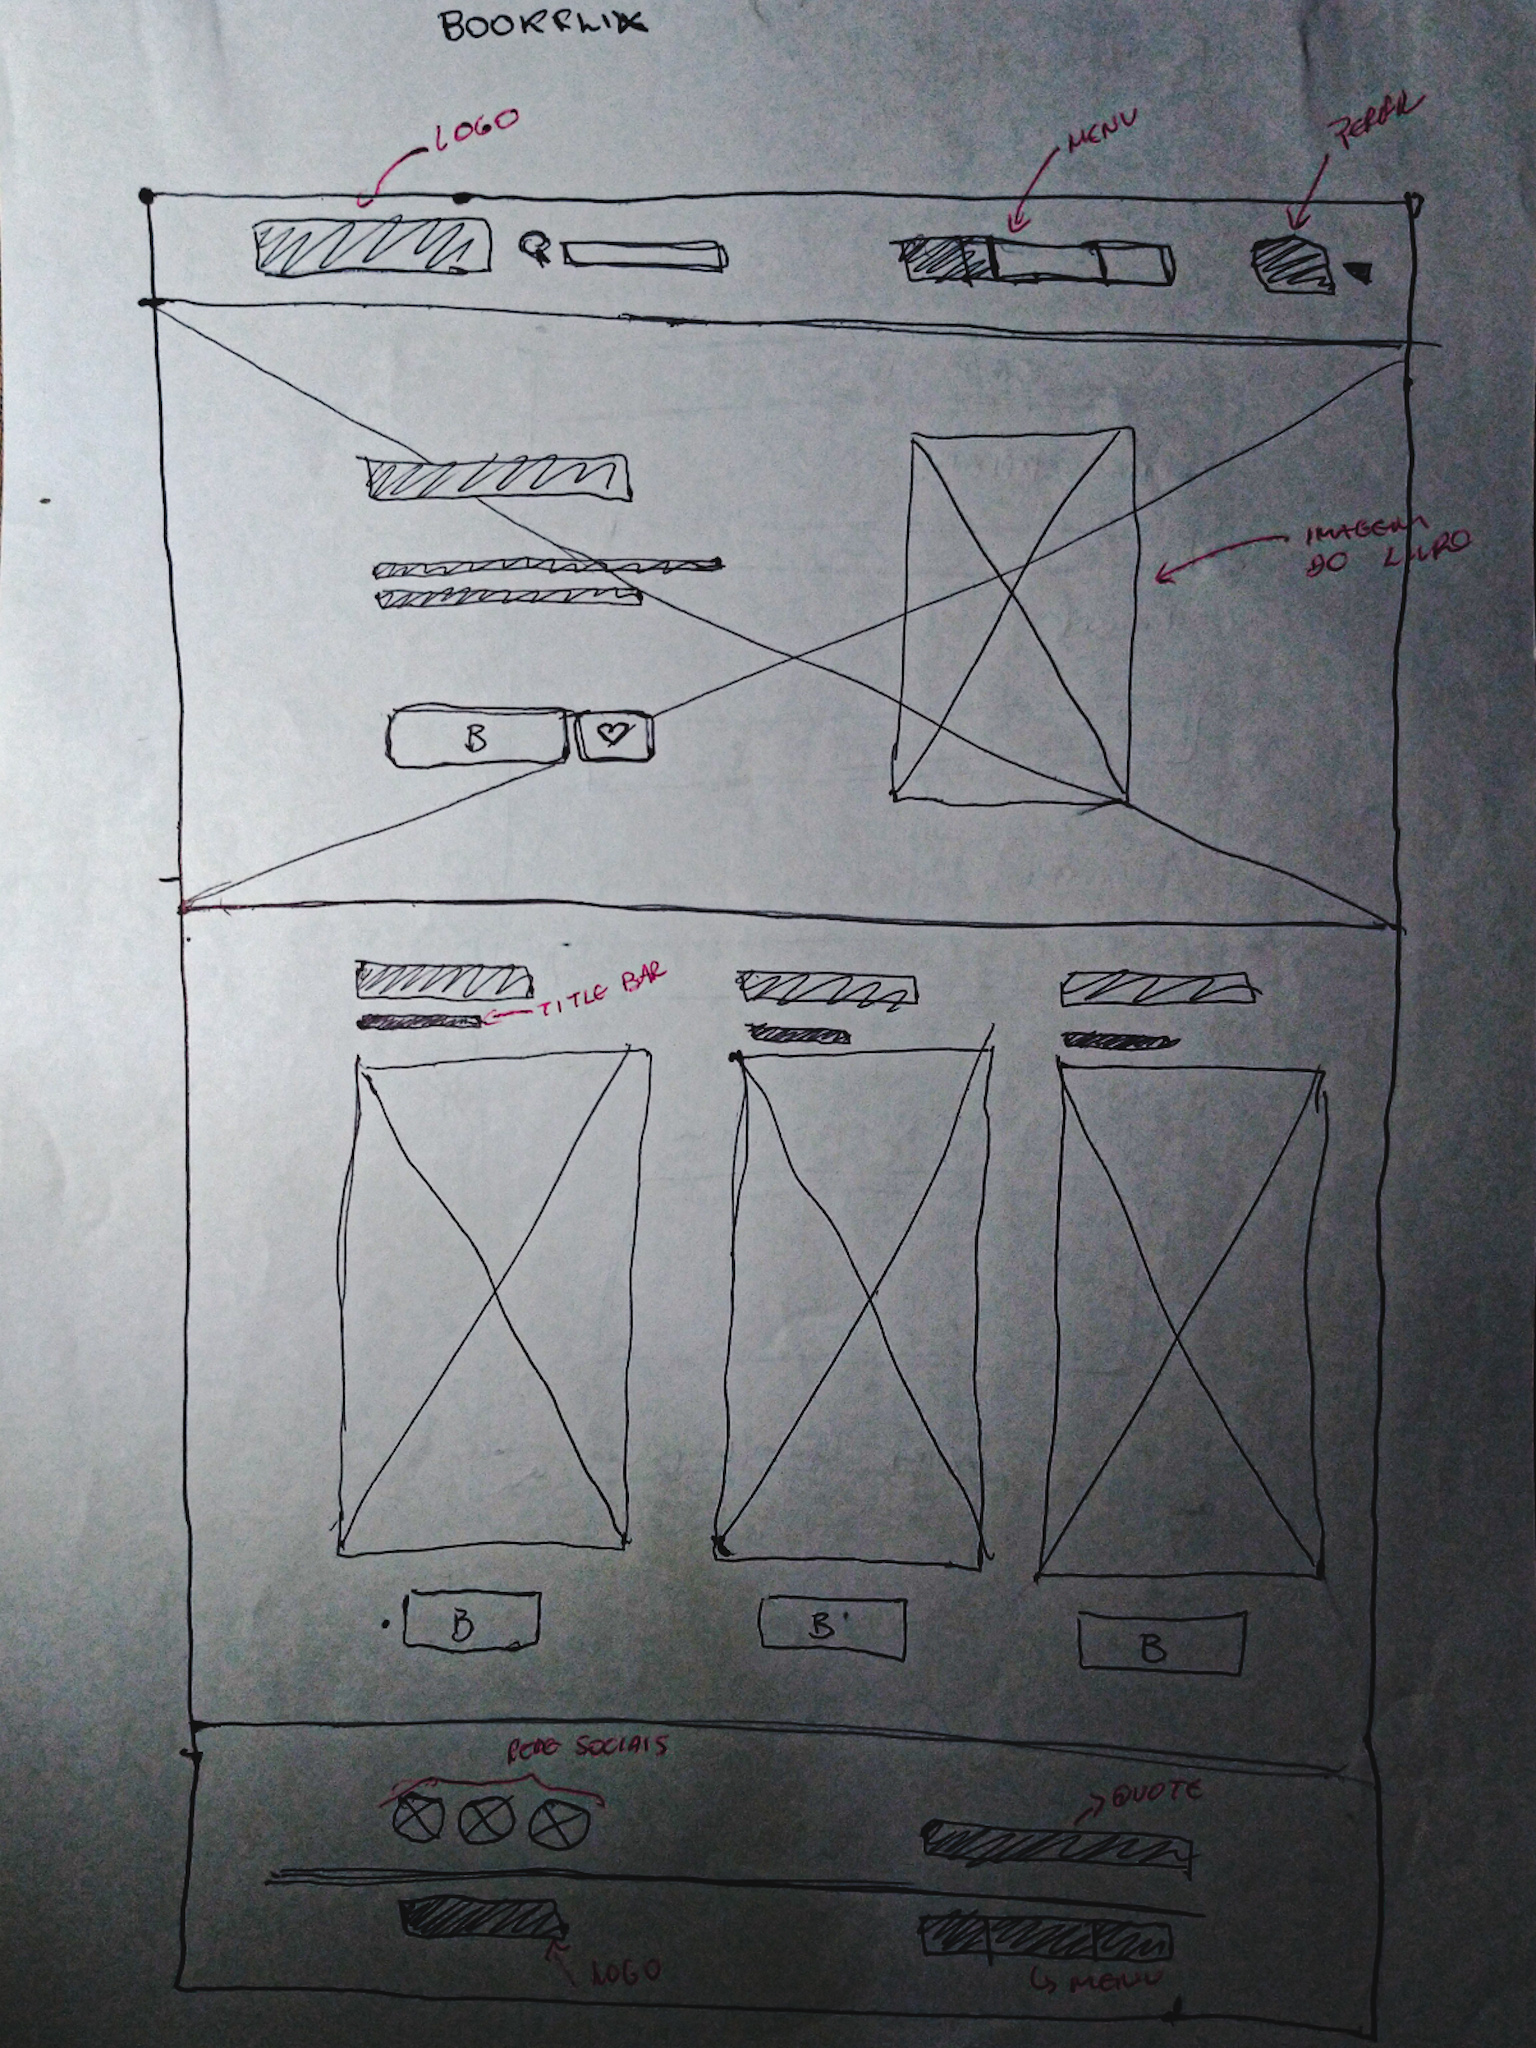 BOOKFLIX
LOGO
MENU
PERFIL
IMAGEM
DO LIVRO
B
TITLE BAR
B
B
B
REDE SOCIAIS
QUOTE
LOGO
MENU